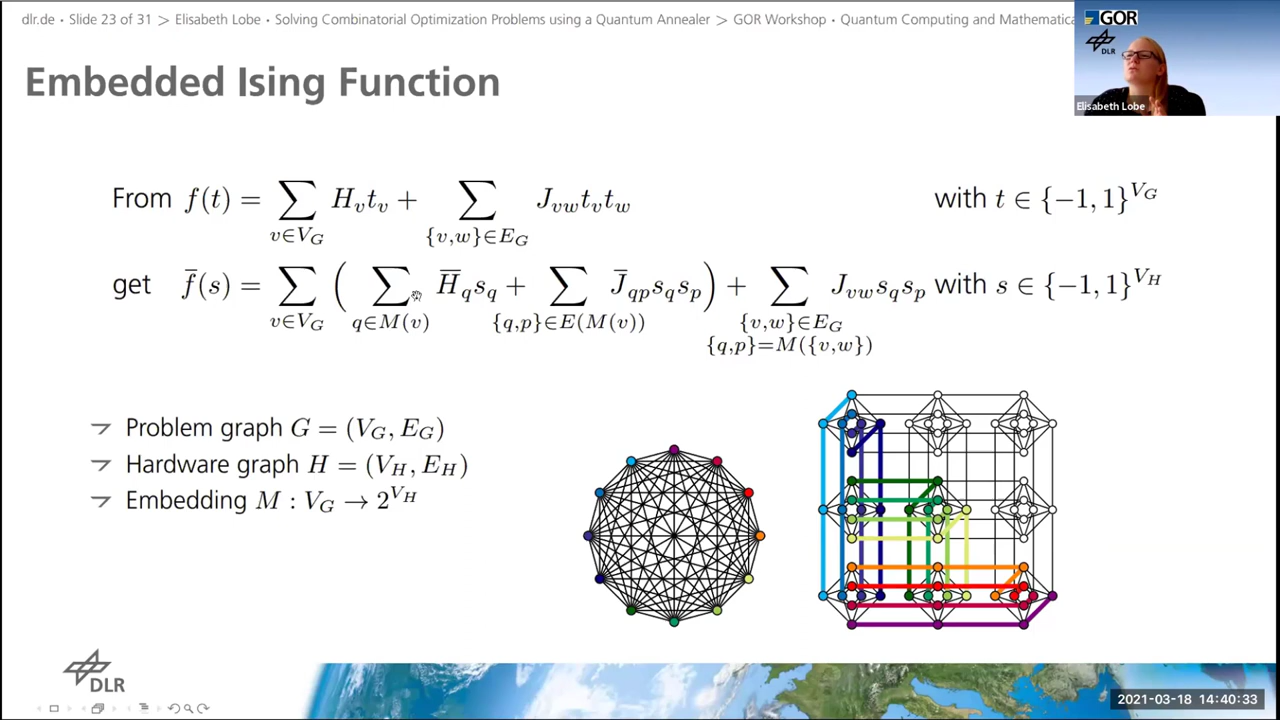 dlr.de • Slide 23 of 31 > Elisabeth Lobe • Solving Combinatorial Optimization Problems using a Quantum Annealer > GOR Workshop • Quantum Computing and Mathematica
GOR
DLR
Elisabeth Lobe
Embedded Ising Function
From f(t) = ∑_{v∈V_G} H_v t_v + ∑_{{v,w}∈E_G} J_{vw} t_v t_w with t ∈ {−1, 1}^{V_G}
get f̄(s) = ∑_{v∈V_G} ( ∑_{q∈M(v)} H̄_q s_q + ∑_{{q,p}∈E(M(v))} J̄_{qp} s_q s_p ) + ∑_{{v,w}∈E_G {q,p}=M({v,w})} J_{vw} s_q s_p with s ∈ {−1, 1}^{V_H}
Problem graph G = (V_G, E_G)
Hardware graph H = (V_H, E_H)
Embedding M : V_G → 2^{V_H}
DLR
2021-03-18 14:40:33